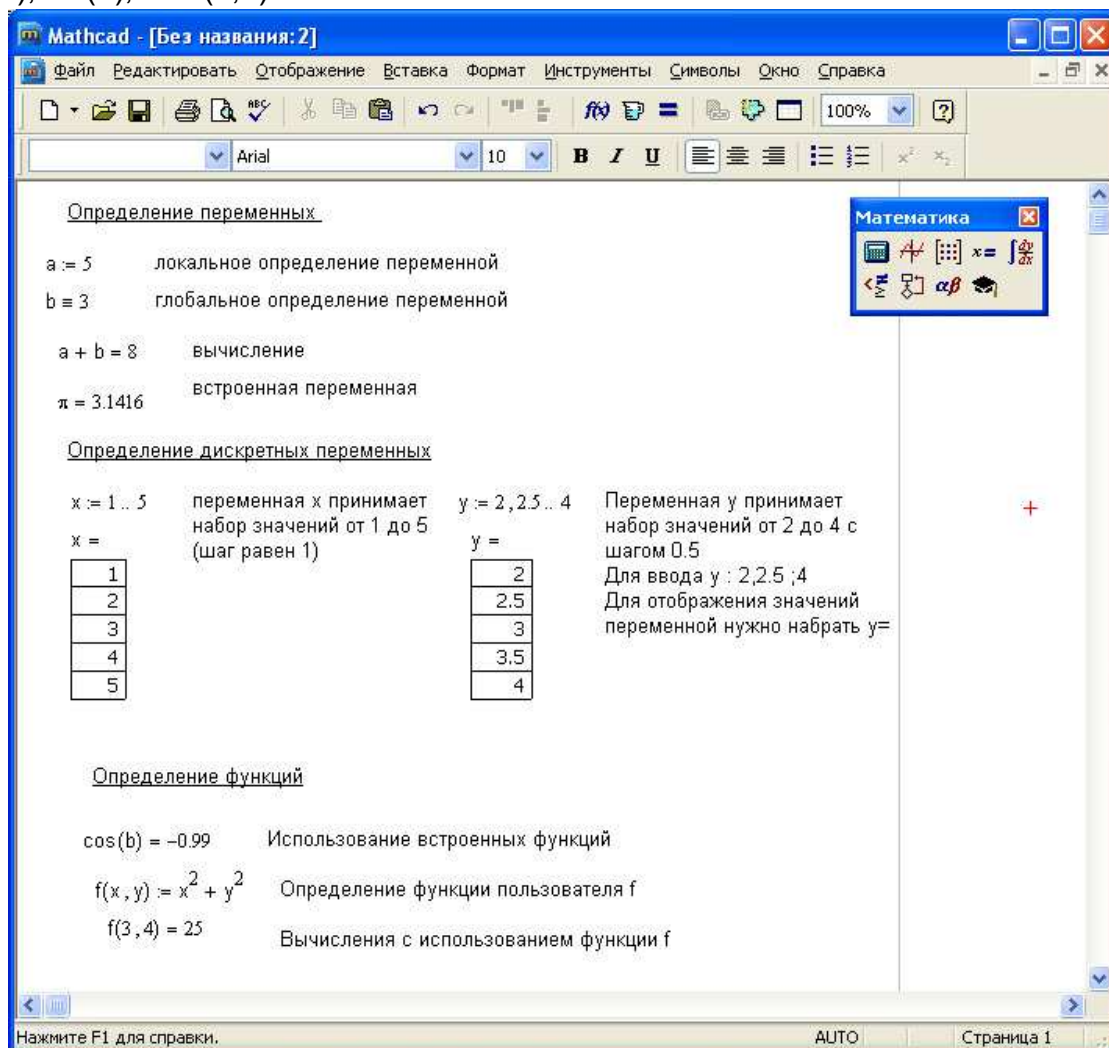 Mathcad - [Без названия:2]
Файл Редактировать Отображение Вставка Формат Инструменты Символы Окно Справка
100%
Arial 10 B I U
Определение переменных
Математика
a := 5 локальное определение переменной
b ≡ 3 глобальное определение переменной
a + b = 8 вычисление
π = 3.1416 встроенная переменная
Определение дискретных переменных
x := 1 .. 5
переменная x принимает
набор значений от 1 до 5
(шаг равен 1)
x =
1
2
3
4
5
y := 2 , 2.5 .. 4
y =
2
2.5
3
3.5
4
Переменная y принимает
набор значений от 2 до 4 с
шагом 0.5
Для ввода y : 2,2.5 ;4
Для отображения значений
переменной нужно набрать y=
Определение функций
cos(b) = −0.99 Использование встроенных функций
f(x , y) := x² + y² Определение функции пользователя f
f(3 , 4) = 25 Вычисления с использованием функции f
Нажмите F1 для справки. AUTO Страница 1